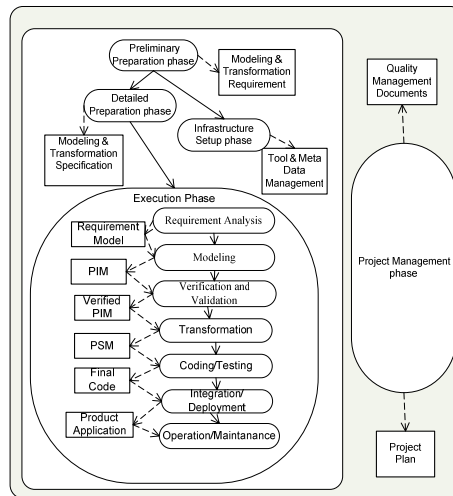 Preliminary
Preparation phase
Modeling &
Transformation
Requirement
Quality
Management
Documents
Detailed
Preparation phase
Infrastructure
Setup phase
Modeling &
Transformation
Specification
Tool & Meta
Data
Management
Execution Phase
Requirement Analysis
Requirement
Model
Modeling
PIM
Verification and
Validation
Verified
PIM
Transformation
PSM
Coding/Testing
Final
Code
Integration/
Deployment
Product
Application
Operation/Maintanance
Project Management
phase
Project
Plan